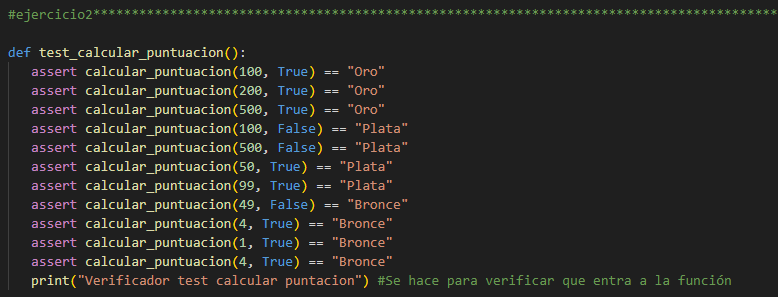 #ejercicio2*****************************************************************************************
def test_calcular_puntuacion():
assert calcular_puntuacion(100, True) == "Oro"
assert calcular_puntuacion(200, True) == "Oro"
assert calcular_puntuacion(500, True) == "Oro"
assert calcular_puntuacion(100, False) == "Plata"
assert calcular_puntuacion(500, False) == "Plata"
assert calcular_puntuacion(50, True) == "Plata"
assert calcular_puntuacion(99, True) == "Plata"
assert calcular_puntuacion(49, False) == "Bronce"
assert calcular_puntuacion(4, True) == "Bronce"
assert calcular_puntuacion(1, True) == "Bronce"
assert calcular_puntuacion(4, True) == "Bronce"
print("Verificador test calcular puntacion") #Se hace para verificar que entra a la función